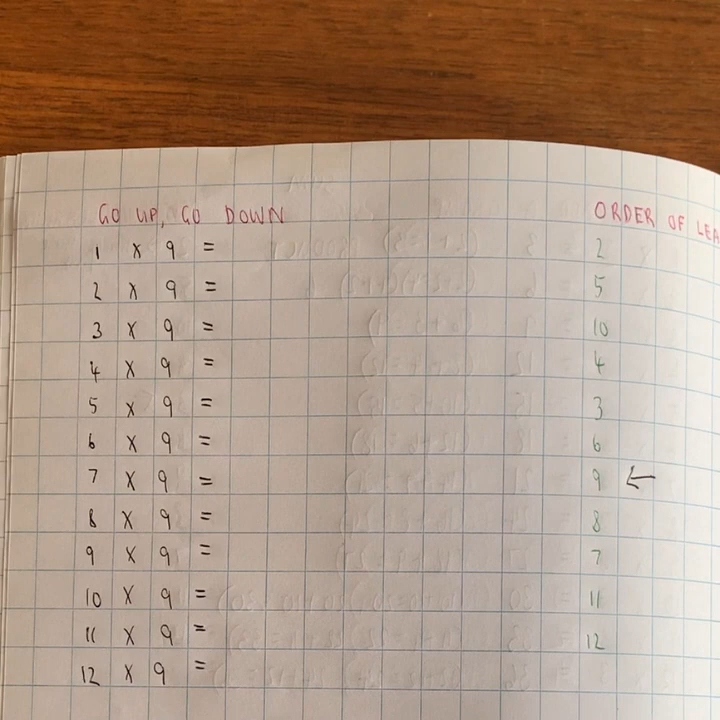 GO UP, GO DOWN
1 X 9 =
2 X 9 =
3 X 9 =
4 X 9 =
5 X 9 =
6 X 9 =
7 X 9 =
8 X 9 =
9 X 9 =
10 X 9 =
11 X 9 =
12 X 9 =
ORDER OF LEA
2
5
10
4
3
6
9 ←
8
7
11
12